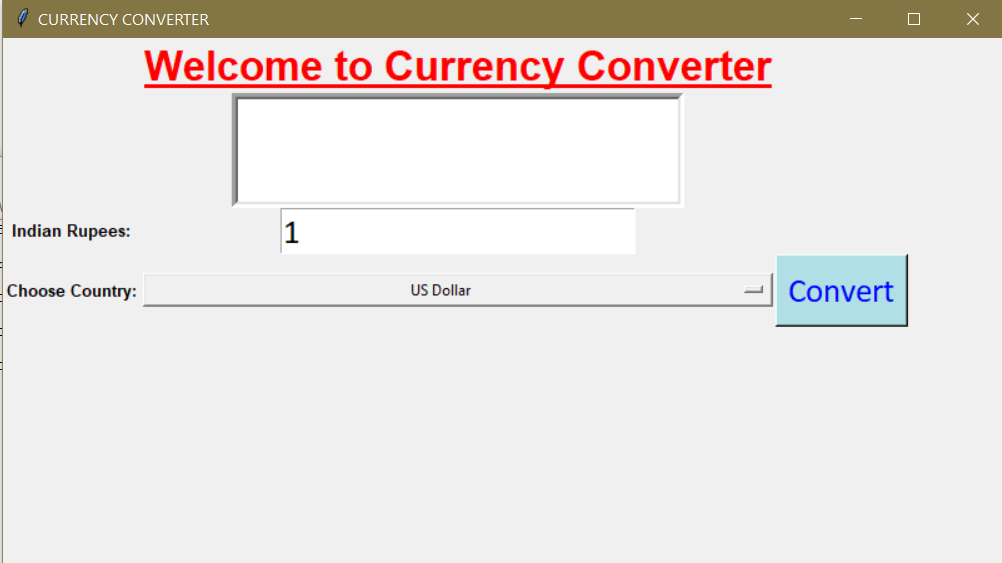 CURRENCY CONVERTER
Welcome to Currency Converter
Indian Rupees:
1
Choose Country:
US Dollar
Convert